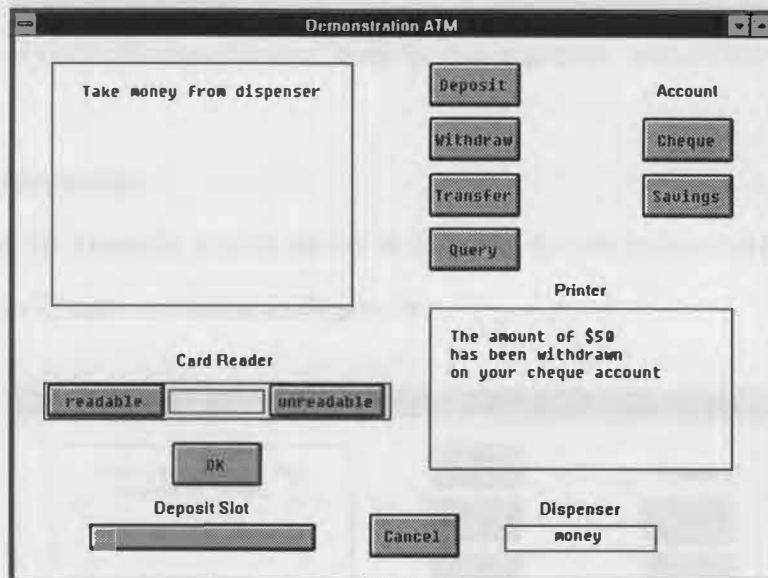 Demonstration ATM
Take money from dispenser
Deposit
Withdraw
Transfer
Query
Account
Cheque
Savings
Printer
The amount of $50
has been withdrawn
on your cheque account
Card Reader
readable
unreadable
OK
Deposit Slot
Cancel
Dispenser
money